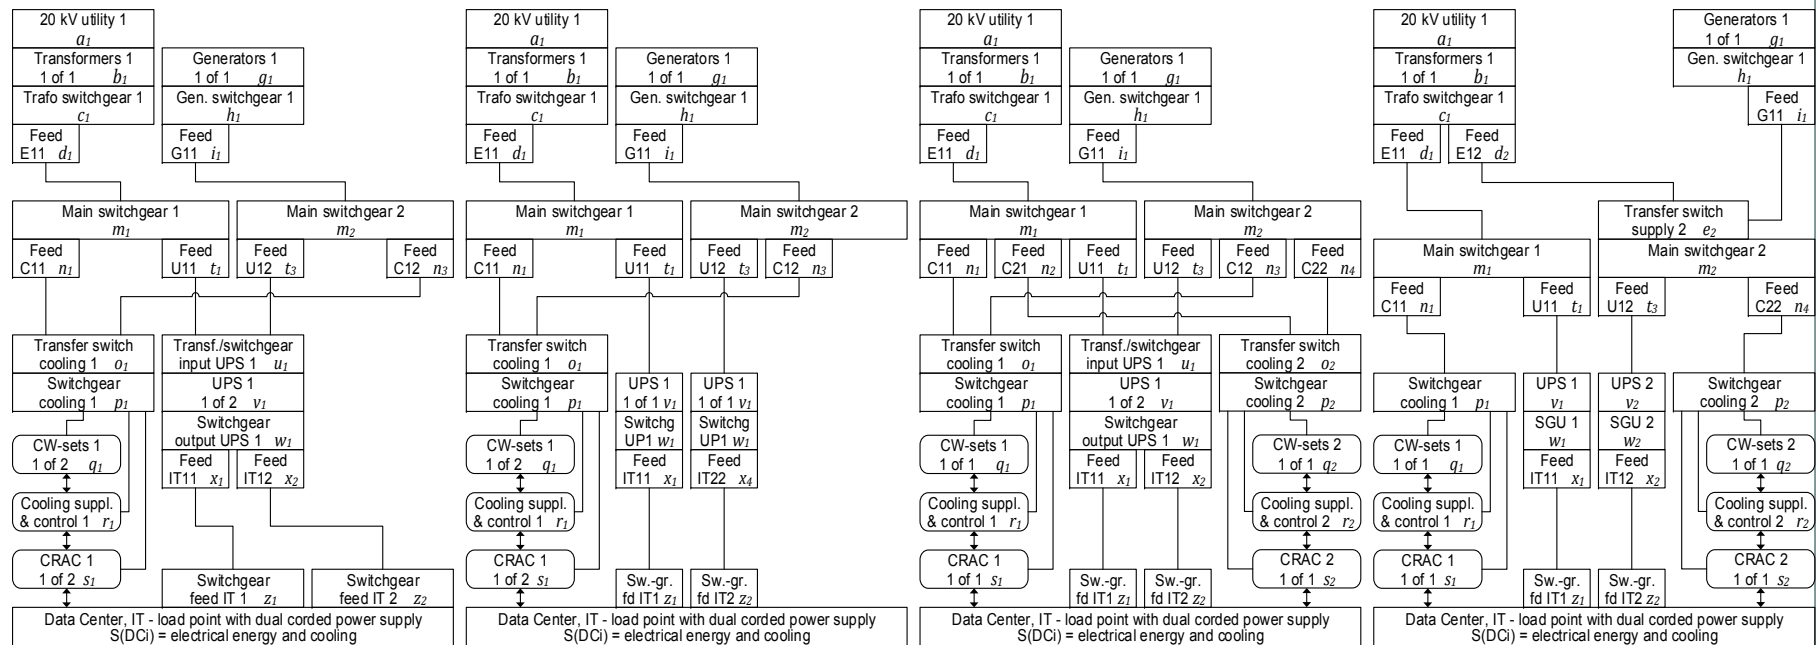 20 kV utility 1
a1
Transformers 1
1 of 1 b1
Trafo switchgear 1
c1
Feed
E11 d1
Generators 1
1 of 1 g1
Gen. switchgear 1
h1
Feed
G11 i1
Main switchgear 1
m1
Main switchgear 2
m2
Feed
C11 n1
Feed
U11 t1
Feed
U12 t3
Feed
C12 n3
Transfer switch
cooling 1 o1
Switchgear
cooling 1 p1
CW-sets 1
1 of 2 q1
Cooling suppl.
& control 1 r1
CRAC 1
1 of 2 s1
Transf./switchgear
input UPS 1 u1
UPS 1
1 of 2 v1
Switchgear
output UPS 1 w1
Feed
IT11 x1
Feed
IT12 x2
Switchgear
feed IT 1 z1
Switchgear
feed IT 2 z2
Data Center, IT - load point with dual corded power supply
S(DCi) = electrical energy and cooling
20 kV utility 1
a1
Transformers 1
1 of 1 b1
Trafo switchgear 1
c1
Feed
E11 d1
Generators 1
1 of 1 g1
Gen. switchgear 1
h1
Feed
G11 i1
Main switchgear 1
m1
Main switchgear 2
m2
Feed
C11 n1
Feed
U11 t1
Feed
U12 t3
Feed
C12 n3
Transfer switch
cooling 1 o1
Switchgear
cooling 1 p1
CW-sets 1
1 of 2 q1
Cooling suppl.
& control 1 r1
CRAC 1
1 of 2 s1
UPS 1
1 of 1 v1
Switchg
UP1 w1
Feed
IT11 x1
UPS 1
1 of 1 v1
Switchg
UP1 w1
Feed
IT22 x4
Sw.-gr.
fd IT1 z1
Sw.-gr.
fd IT2 z2
Data Center, IT - load point with dual corded power supply
S(DCi) = electrical energy and cooling
20 kV utility 1
a1
Transformers 1
1 of 1 b1
Trafo switchgear 1
c1
Feed
E11 d1
Generators 1
1 of 1 g1
Gen. switchgear 1
h1
Feed
G11 i1
Main switchgear 1
m1
Main switchgear 2
m2
Feed
C11 n1
Feed
C21 n2
Feed
U11 t1
Feed
U12 t3
Feed
C12 n3
Feed
C22 n4
Transfer switch
cooling 1 o1
Switchgear
cooling 1 p1
CW-sets 1
1 of 1 q1
Cooling suppl.
& control 1 r1
CRAC 1
1 of 1 s1
Transf./switchgear
input UPS 1 u1
UPS 1
1 of 2 v1
Switchgear
output UPS 1 w1
Feed
IT11 x1
Feed
IT12 x2
Sw.-gr.
fd IT1 z1
Sw.-gr.
fd IT2 z2
Transfer switch
cooling 2 o2
Switchgear
cooling 2 p2
CW-sets 2
1 of 1 q2
Cooling suppl.
& control 2 r2
CRAC 2
1 of 1 s2
Data Center, IT - load point with dual corded power supply
S(DCi) = electrical energy and cooling
20 kV utility 1
a1
Transformers 1
1 of 1 b1
Trafo switchgear 1
c1
Feed
E11 d1
Feed
E12 d2
Generators 1
1 of 1 g1
Gen. switchgear 1
h1
Feed
G11 i1
Transfer switch
supply 2 e2
Main switchgear 1
m1
Main switchgear 2
m2
Feed
C11 n1
Feed
U11 t1
Feed
U12 t3
Feed
C22 n4
Switchgear
cooling 1 p1
CW-sets 1
1 of 1 q1
Cooling suppl.
& control 1 r1
CRAC 1
1 of 1 s1
UPS 1
v1
SGU 1
w1
Feed
IT11 x1
UPS 2
v2
SGU 2
w2
Feed
IT12 x2
Sw.-gr.
fd IT1 z1
Sw.-gr.
fd IT2 z2
Switchgear
cooling 2 p2
CW-sets 2
1 of 1 q2
Cooling suppl.
& control 2 r2
CRAC 2
1 of 1 s2
Data Center, IT - load point with dual corded power supply
S(DCi) = electrical energy and cooling